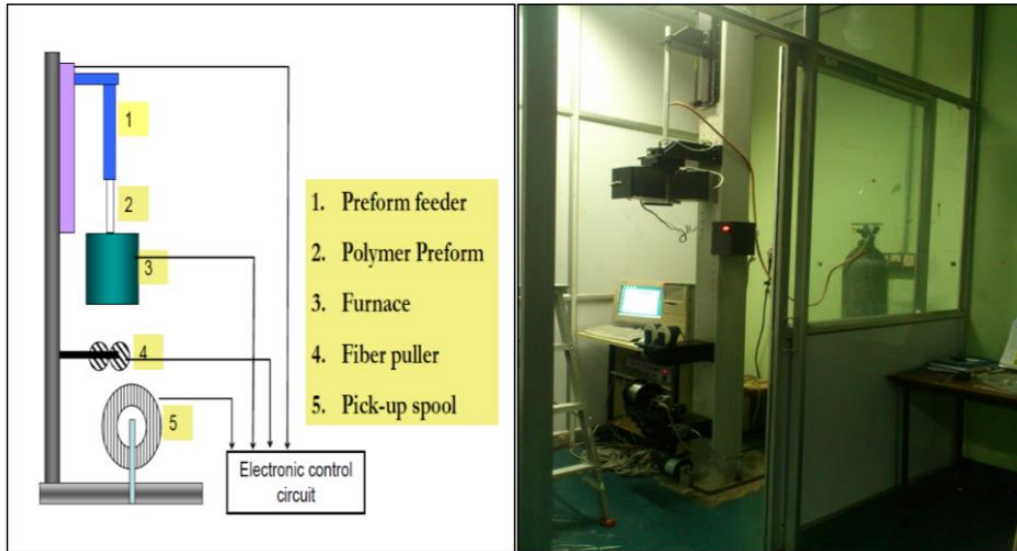 1
2
3
4
5
Electronic control
circuit
1. Preform feeder
2. Polymer Preform
3. Furnace
4. Fiber puller
5. Pick-up spool